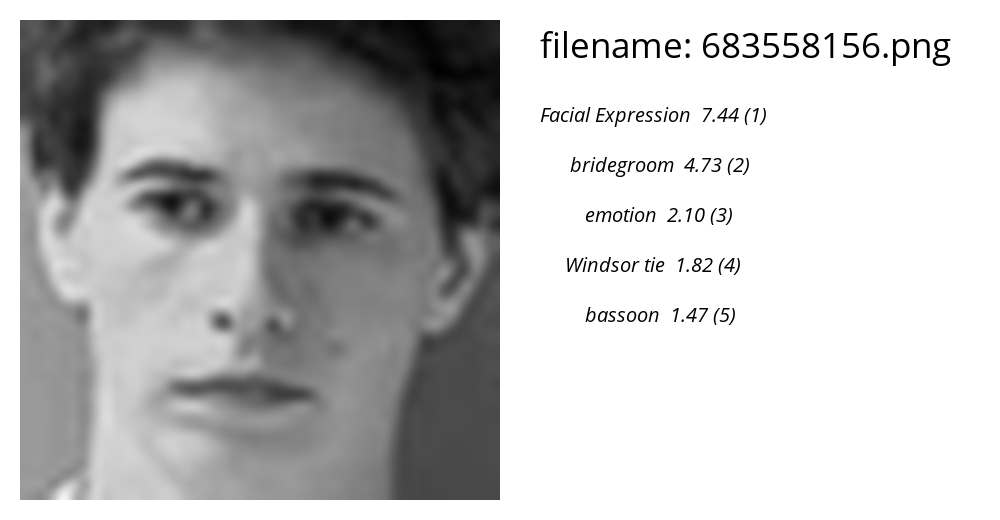 filename: 683558156.png
Facial Expression 7.44 (1)
bridegroom 4.73 (2)
emotion 2.10 (3)
Windsor tie 1.82 (4)
bassoon 1.47 (5)